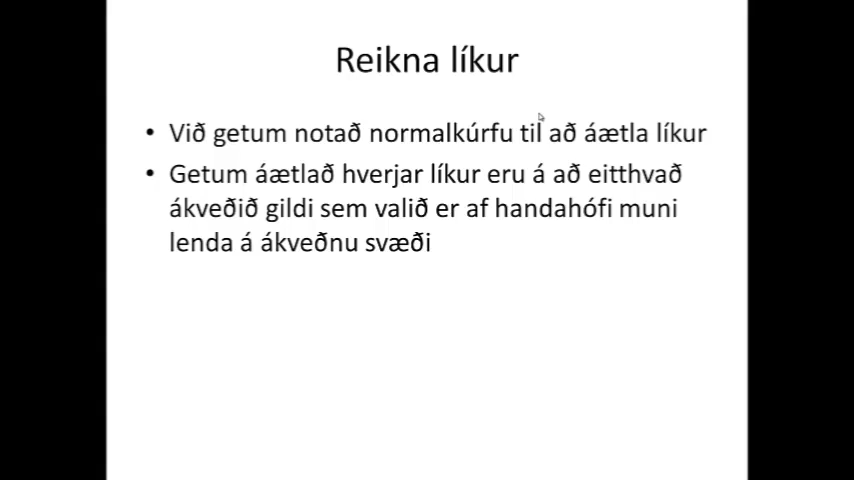 Reikna líkur
• Við getum notað normalkúrfu til að áætla líkur
• Getum áætlað hverjar líkur eru á að eitthvað
ákveðið gildi sem valið er af handahófi muni
lenda á ákveðnu svæði